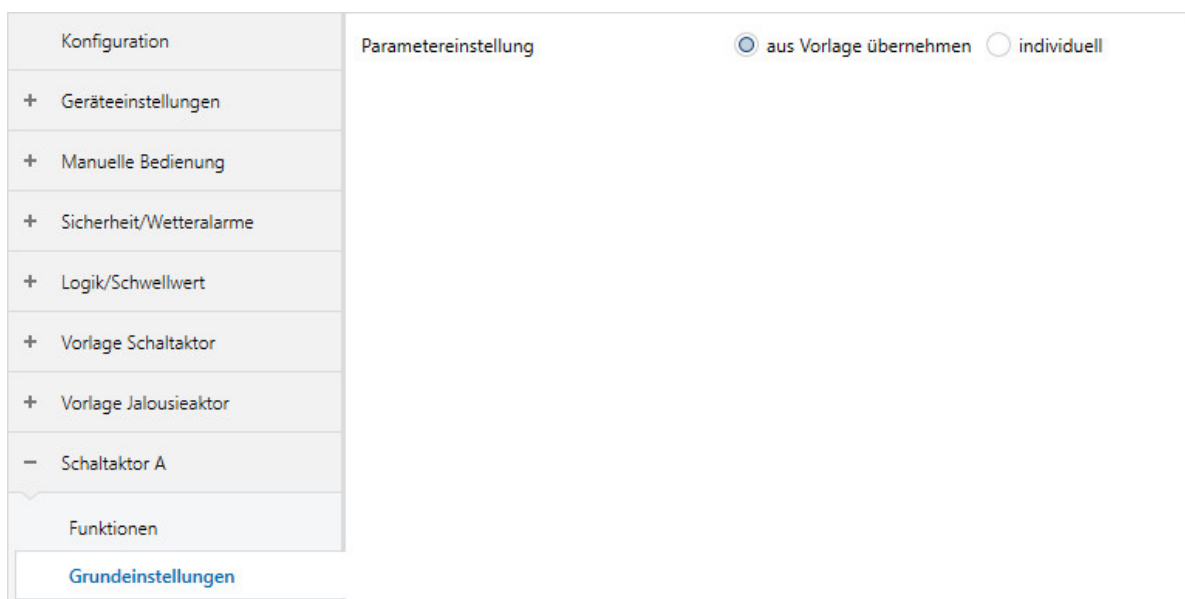 Konfiguration
Parametereinstellung aus Vorlage übernehmen individuell
+ Geräteeinstellungen
+ Manuelle Bedienung
+ Sicherheit/Wetteralarme
+ Logik/Schwellwert
+ Vorlage Schaltaktor
+ Vorlage Jalousieaktor
− Schaltaktor A
Funktionen
Grundeinstellungen